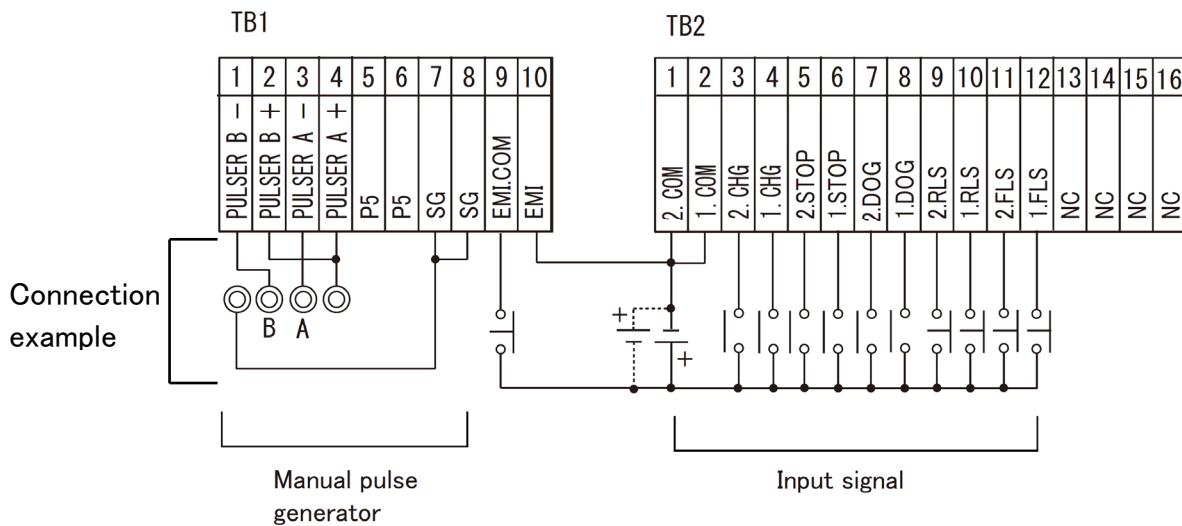 TB1
TB2
1 2 3 4 5 6 7 8 9 10
1 2 3 4 5 6 7 8 9 10 11 12 13 14 15 16
PULSER B -
PULSER B +
PULSER A -
PULSER A +
P5
P5
SG
SG
EMI.COM
EMI
2. COM
1. COM
2. CHG
1. CHG
2.STOP
1.STOP
2.DOG
1.DOG
2.RLS
1.RLS
2.FLS
1.FLS
NC
NC
NC
NC
Connection
example
B A
+
+
Manual pulse
generator
Input signal